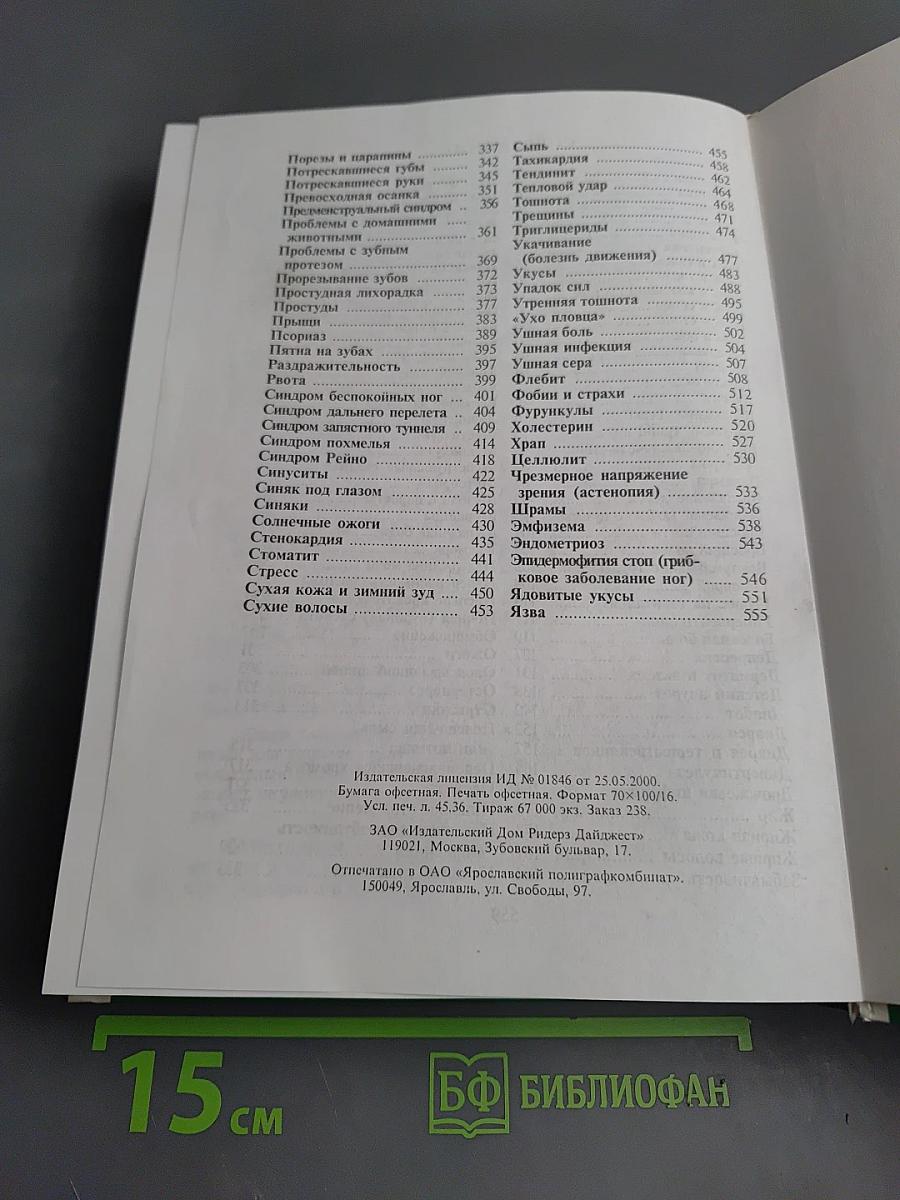 Порезы и царапины .......... 337
Потрескавшиеся губы ........ 342
Потрескавшиеся руки ........ 345
Превосходная осанка ........ 351
Предменструальный синдром .. 356
Проблемы с домашними .....
животными .................. 361
Проблемы с зубным
протезом ................... 369
Прорезывание зубов ......... 372
Простудная лихорадка ....... 373
Простуды ................... 377
Прыщи ...................... 383
Псориаз .................... 389
Пятна на зубах ............. 395
Раздражительность .......... 397
Рвота ...................... 399
Синдром беспокойных ног ... 401
Синдром дальнего перелета .. 404
Синдром запястного туннеля .. 409
Синдром похмелья ........... 414
Синдром Рейно .............. 418
Синуситы ................... 422
Синяк под глазом ........... 425
Синяки ..................... 428
Солнечные ожоги ............ 430
Стенокардия ................ 435
Стоматит ................... 441
Стресс ..................... 444
Сухая кожа и зимний зуд .... 450
Сухие волосы ............... 453
Сыпь ....................... 455
Тахикардия ................. 458
Тендинит ................... 462
Тепловой удар .............. 464
Тошнота .................... 468
Трещины .................... 471
Триглицериды ............... 474
Укачивание
(болезнь движения) ......... 477
Укусы ...................... 483
Упадок сил ................. 488
Утренняя тошнота ........... 495
«Ухо пловца» ............... 499
Ушная боль ................. 502
Ушная инфекция ............. 504
Ушная сера ................. 507
Флебит ..................... 508
Фобии и страхи ............. 512
Фурункулы .................. 517
Холестерин ................. 520
Храп ....................... 527
Целлюлит ................... 530
Чрезмерное напряжение
зрения (астенопия) ......... 533
Шрамы ...................... 536
Эмфизема ................... 538
Эндометриоз ................ 543
Эпидермофития стоп (гриб-
ковое заболевание ног) ...... 546
Ядовитые укусы ............. 551
Язва ....................... 555
Издательская лицензия ИД № 01846 от 25.05.2000.
Бумага офсетная. Печать офсетная. Формат 70×100/16.
Усл. печ. л. 45,36. Тираж 67 000 экз. Заказ 238.
ЗАО «Издательский Дом Ридерз Дайджест»
119021, Москва, Зубовский бульвар, 17.
Отпечатано в ОАО «Ярославский полиграфкомбинат».
150049, Ярославль, ул. Свободы, 97.
15 см
БФ БИБЛИОФАН